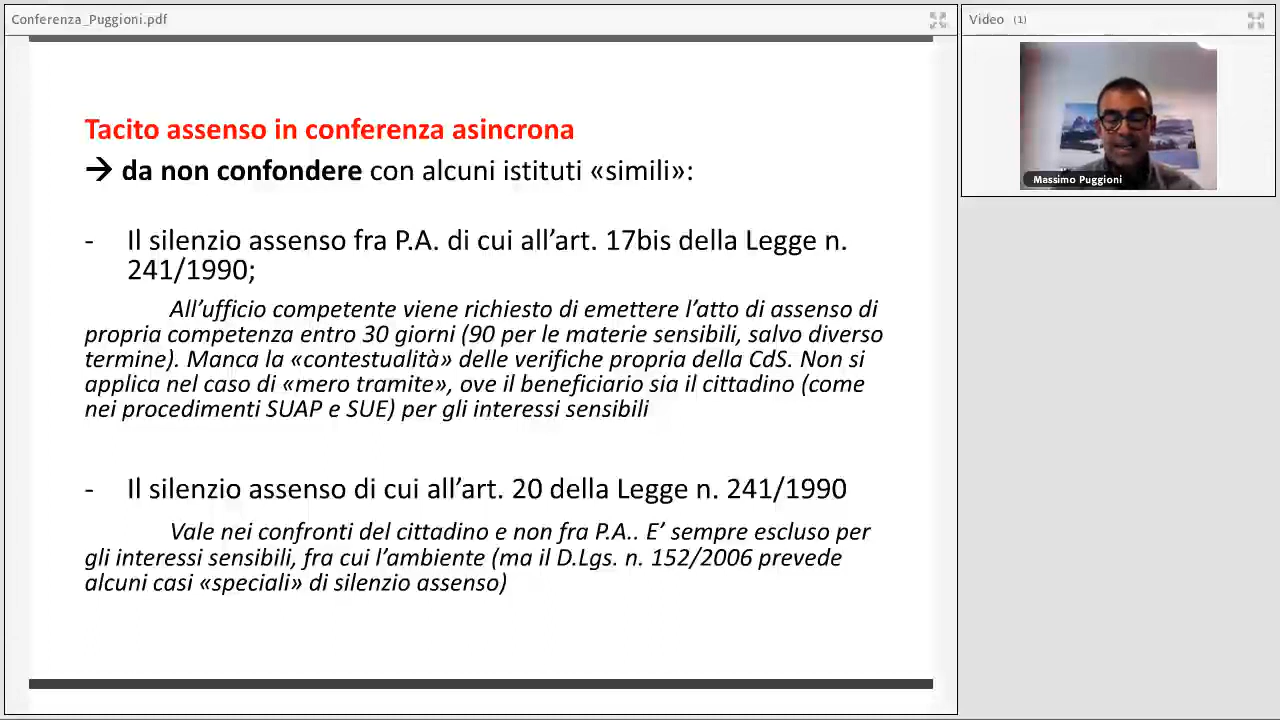 Conferenza_Puggioni.pdf
Tacito assenso in conferenza asincrona
→ da non confondere con alcuni istituti «simili»:
- Il silenzio assenso fra P.A. di cui all’art. 17bis della Legge n.
241/1990;
All’ufficio competente viene richiesto di emettere l’atto di assenso di
propria competenza entro 30 giorni (90 per le materie sensibili, salvo diverso
termine). Manca la «contestualità» delle verifiche propria della CdS. Non si
applica nel caso di «mero tramite», ove il beneficiario sia il cittadino (come
nei procedimenti SUAP e SUE) per gli interessi sensibili
- Il silenzio assenso di cui all’art. 20 della Legge n. 241/1990
Vale nei confronti del cittadino e non fra P.A.. E’ sempre escluso per
gli interessi sensibili, fra cui l’ambiente (ma il D.Lgs. n. 152/2006 prevede
alcuni casi «speciali» di silenzio assenso)
Video (1)
Massimo Puggioni